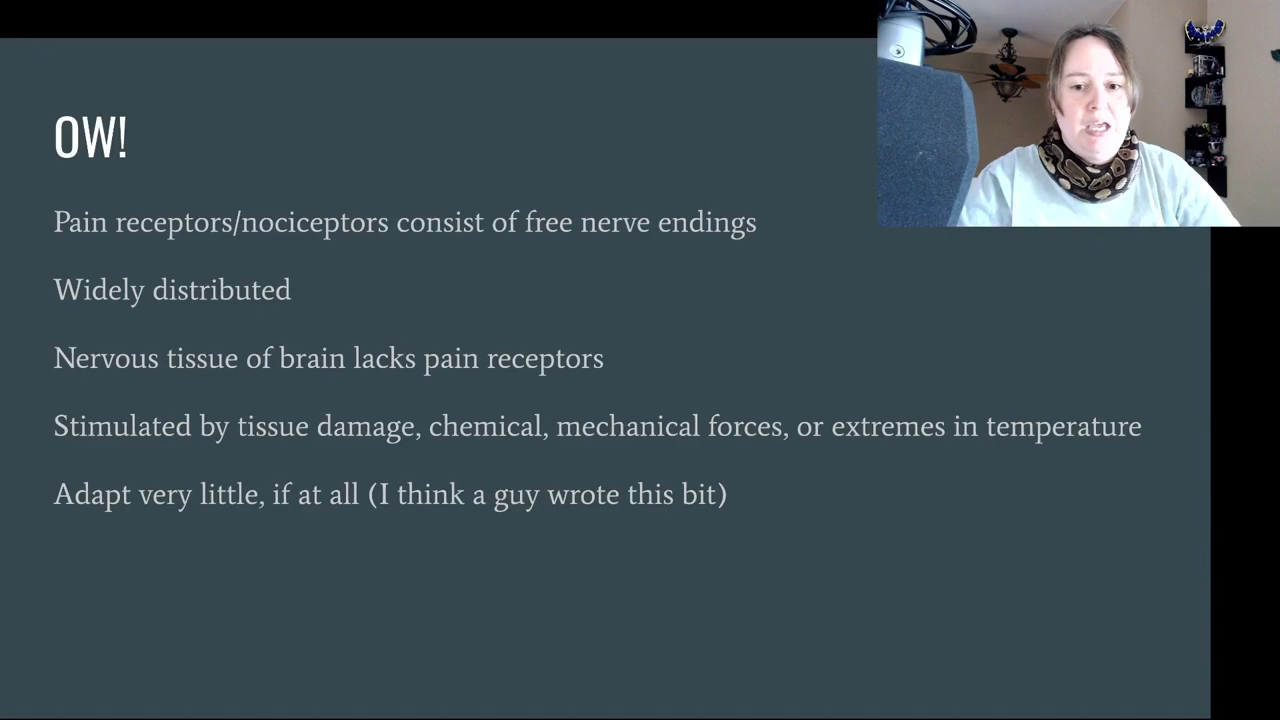 OW!
Pain receptors/nociceptors consist of free nerve endings
Widely distributed
Nervous tissue of brain lacks pain receptors
Stimulated by tissue damage, chemical, mechanical forces, or extremes in temperature
Adapt very little, if at all (I think a guy wrote this bit)